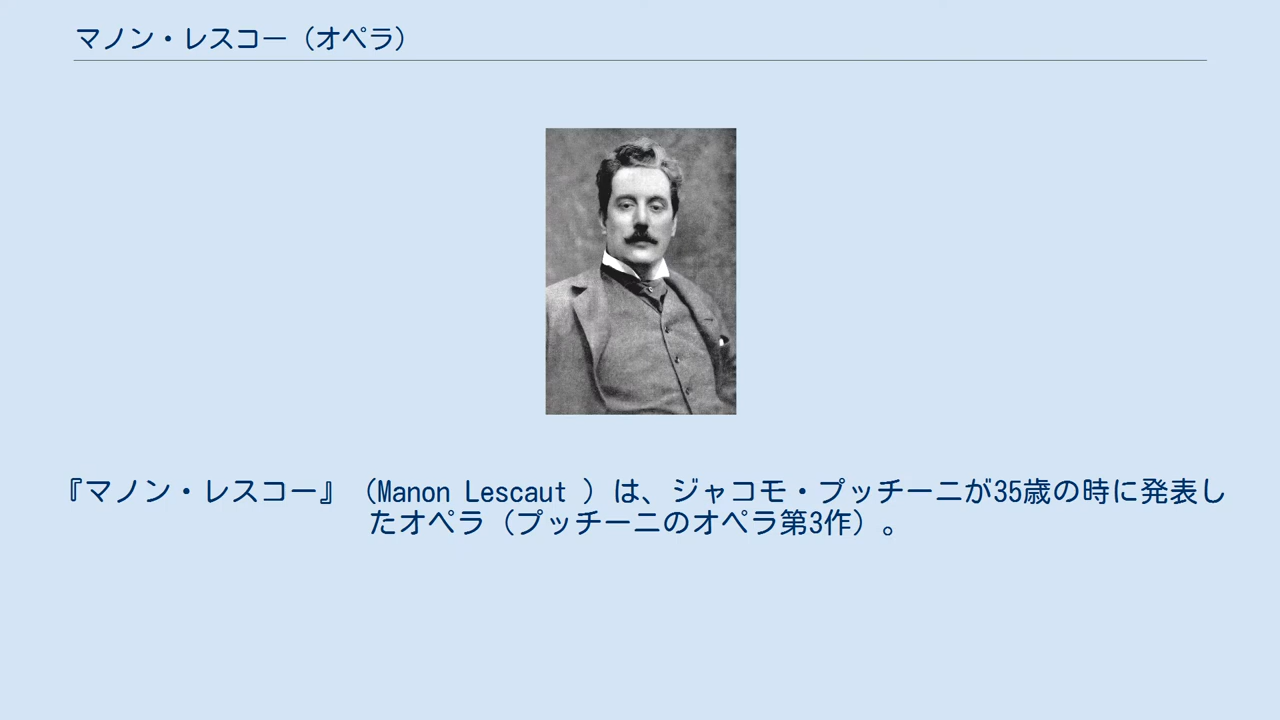 マノン・レスコー（オペラ）
『マノン・レスコー』（Manon Lescaut ）は、ジャコモ・プッチーニが35歳の時に発表し
たオペラ（プッチーニのオペラ第3作）。